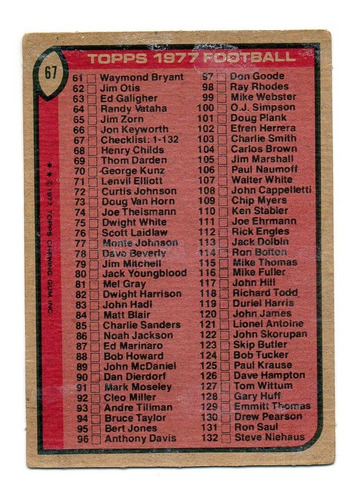 67
TOPPS 1977 FOOTBALL
61 Waymond Bryant
62 Jim Otis
63 Ed Galigher
64 Randy Vataha
65 Jim Zorn
66 Jon Keyworth
67 Checklist: 1-132
68 Henry Childs
69 Thom Darden
70 George Kunz
71 Lenvil Elliott
72 Curtis Johnson
73 Doug Van Horn
74 Joe Theismann
75 Dwight White
76 Scott Laidlaw
77 Monte Johnson
78 Dave Beverly
79 Jim Mitchell
80 Jack Youngblood
81 Mel Gray
82 Dwight Harrison
83 John Hadl
84 Matt Blair
85 Charlie Sanders
86 Noah Jackson
87 Ed Marinaro
88 Bob Howard
89 John McDaniel
90 Dan Dierdorf
91 Mark Moseley
92 Cleo Miller
93 Andre Tillman
94 Bruce Taylor
95 Bert Jones
96 Anthony Davis
97 Don Goode
98 Ray Rhodes
99 Mike Webster
100 O.J. Simpson
101 Doug Plank
102 Efren Herrera
103 Charlie Smith
104 Carlos Brown
105 Jim Marshall
106 Paul Naumoff
107 Walter White
108 John Cappelletti
109 Chip Myers
110 Ken Stabler
111 Joe Ehrmann
112 Rick Engles
113 Jack Dolbin
114 Ron Bolton
115 Mike Thomas
116 Mike Fuller
117 John Hill
118 Richard Todd
119 Duriel Harris
120 John James
121 Lionel Antoine
122 John Skorupan
123 Skip Butler
124 Bob Tucker
125 Paul Krause
126 Dave Hampton
127 Tom Wittum
128 Gary Huff
129 Emmitt Thomas
130 Drew Pearson
131 Ron Saul
132 Steve Niehaus
★★ © 1977 TOPPS CHEWING GUM, INC.